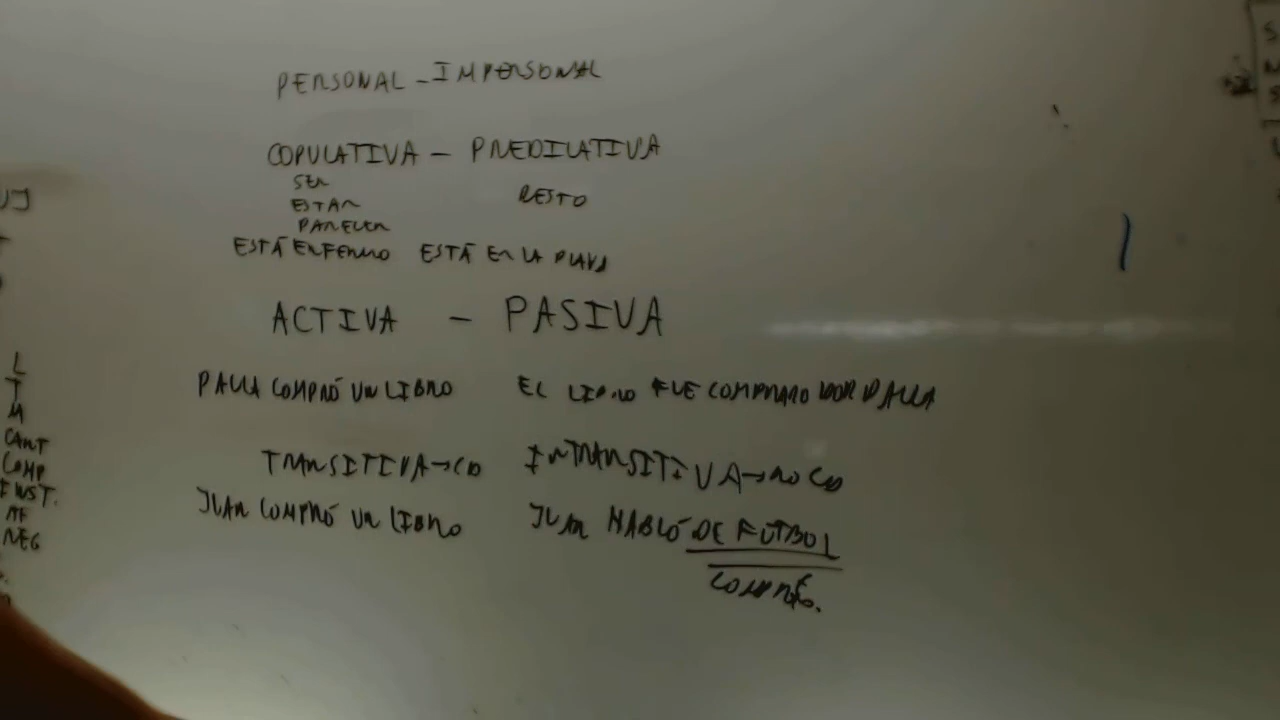 PERSONAL - IMPERSONAL
COPULATIVA - PREDICATIVA
SER
ESTAR
PARECER
RESTO
ESTÁ ENFERMO ESTÁ EN LA PLAYA
ACTIVA - PASIVA
PAULA COMPRÓ UN LIBRO EL LIBRO FUE COMPRADO POR PAULA
TRANSITIVA→CD INTRANSITIVA→NO CD
JUAN COMPRÓ UN LIBRO JUAN HABLÓ DE FÚTBOL
L
T
M
CANT
COMP
INST.
AF
NEG